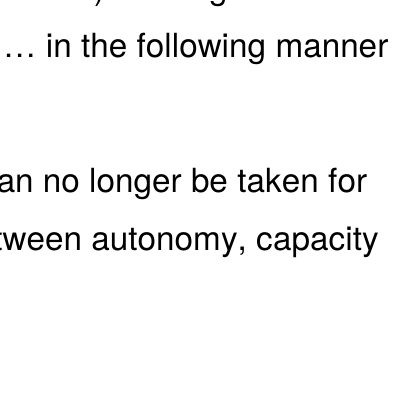 … in the following manner
an no longer be taken for
tween autonomy, capacity